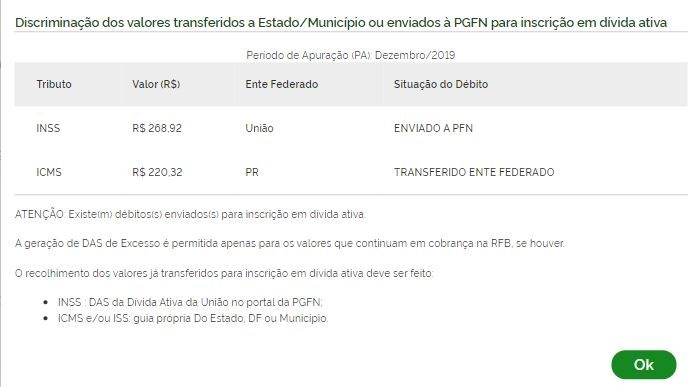 Discriminação dos valores transferidos a Estado/Município ou enviados à PGFN para inscrição em dívida ativa
Período de Apuração (PA): Dezembro/2019
Tributo Valor (R$) Ente Federado Situação do Débito
INSS R$ 268,92 União ENVIADO A PFN
ICMS R$ 220,32 PR TRANSFERIDO ENTE FEDERADO
ATENÇÃO: Existe(m) débitos(s) enviados(s) para inscrição em dívida ativa.
A geração de DAS de Excesso é permitida apenas para os valores que continuam em cobrança na RFB, se houver.
O recolhimento dos valores já transferidos para inscrição em dívida ativa deve ser feito:
• INSS : DAS da Dívida Ativa da União no portal da PGFN;
• ICMS e/ou ISS: guia própria Do Estado, DF ou Município.
Ok